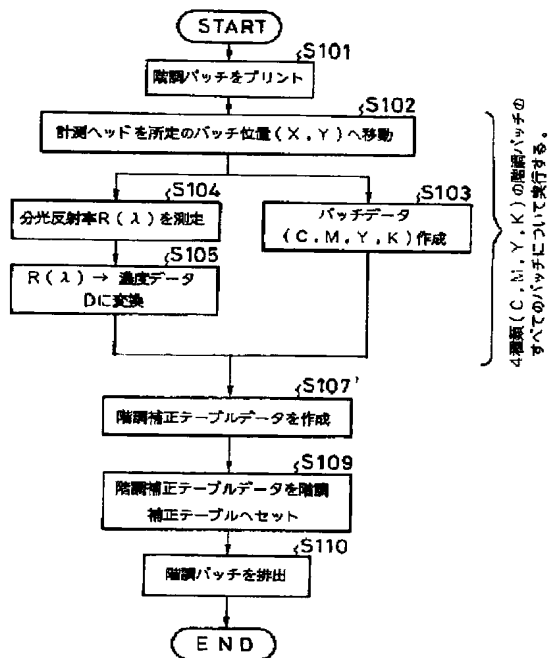 START
S101
階調パッチをプリント
S102
計測ヘッドを所定のパッチ位置(X,Y)へ移動
S104
分光反射率R(λ)を測定
S103
パッチデータ
(C,M,Y,K)作成
S105
R(λ)→ 濃度データ
Dに変換
4種類(C,M,Y,K)の階調パッチの
すべてのパッチについて実行する。
S107'
階調補正テーブルデータを作成
S109
階調補正テーブルデータを階調
補正テーブルへセット
S110
階調パッチを排出
END